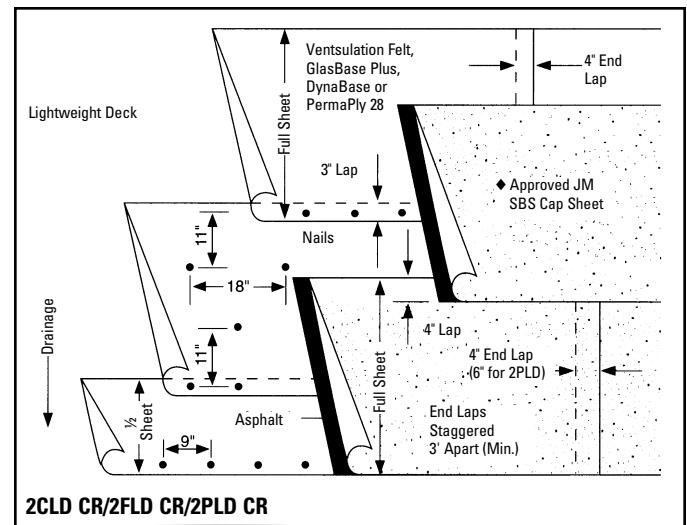 Ventsulation Felt,
GlasBase Plus,
DynaBase or
PermaPly 28
4" End
Lap
Lightweight Deck
Full Sheet
3" Lap
♦ Approved JM
SBS Cap Sheet
11"
Nails
18"
Drainage
11"
4" Lap
Full Sheet
4" End Lap
(6" for 2PLD)
½
Sheet
Asphalt
End Laps
Staggered
3' Apart (Min.)
9"
2CLD CR/2FLD CR/2PLD CR